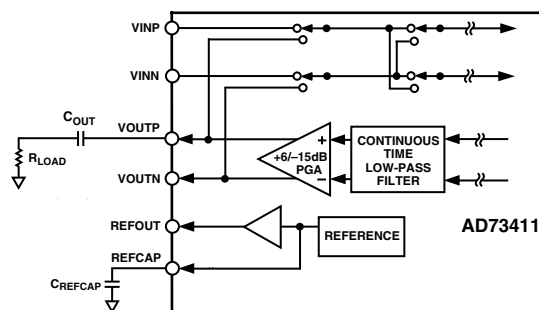 VINP
VINN
COUT
VOUTP
RLOAD
VOUTN
+
–
+6/–15dB
PGA
CONTINUOUS
TIME
LOW-PASS
FILTER
REFOUT
REFERENCE
AD73411
REFCAP
CREFCAP